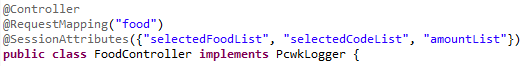 @Controller
@RequestMapping("food")
@SessionAttributes({"selectedFoodList", "selectedCodeList", "amountList"})
public class FoodController implements PcwkLogger {